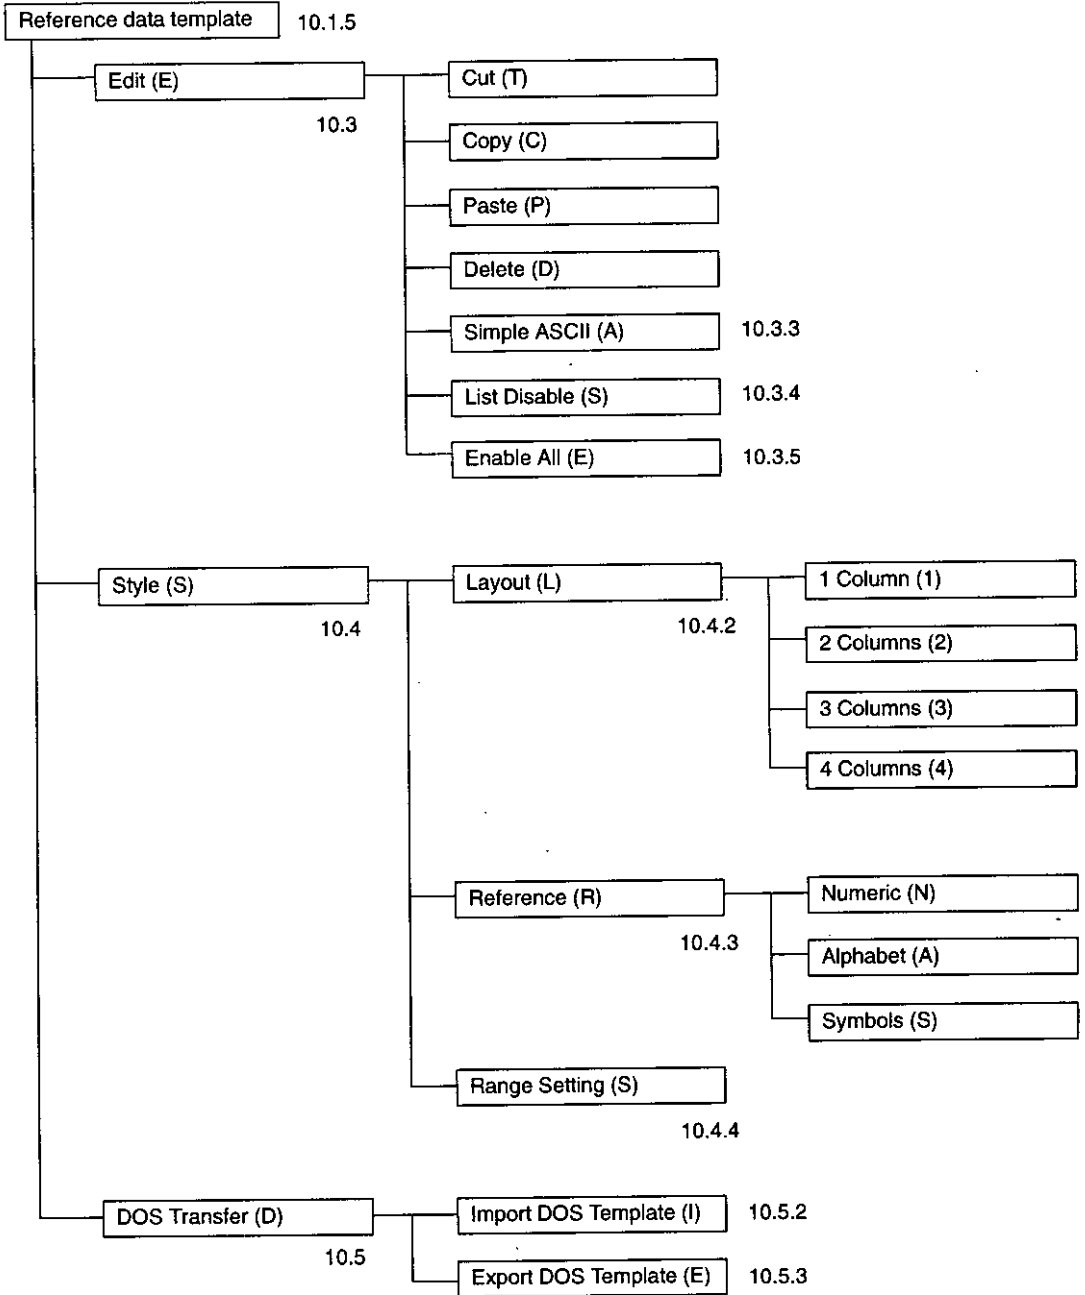 Reference data template 10.1.5
Edit (E)
10.3
Cut (T)
Copy (C)
Paste (P)
Delete (D)
Simple ASCII (A) 10.3.3
List Disable (S) 10.3.4
Enable All (E) 10.3.5
Style (S)
10.4
Layout (L)
10.4.2
1 Column (1)
2 Columns (2)
3 Columns (3)
4 Columns (4)
Reference (R)
10.4.3
Numeric (N)
Alphabet (A)
Symbols (S)
Range Setting (S)
10.4.4
DOS Transfer (D)
10.5
Import DOS Template (I) 10.5.2
Export DOS Template (E) 10.5.3